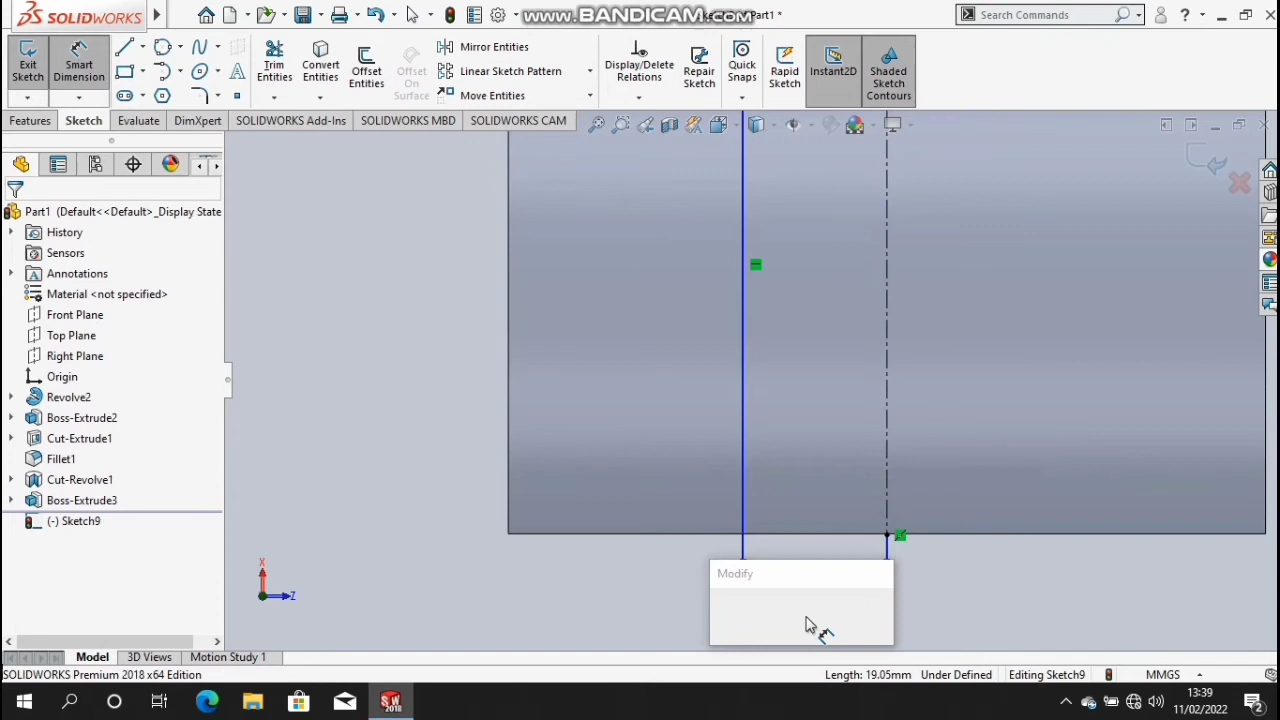 SOLIDWORKS
www.BANDICAM.com
Part1 *
Search Commands
?
Exit Sketch
Smart Dimension
Trim Entities
Convert Entities
Offset Entities
Offset On Surface
Mirror Entities
Linear Sketch Pattern
Move Entities
Display/Delete Relations
Repair Sketch
Quick Snaps
Rapid Sketch
Instant2D
Shaded Sketch Contours
Features
Sketch
Evaluate
DimXpert
SOLIDWORKS Add-Ins
SOLIDWORKS MBD
SOLIDWORKS CAM
Part1 (Default<<Default>_Display State
History
Sensors
Annotations
Material <not specified>
Front Plane
Top Plane
Right Plane
Origin
Revolve2
Boss-Extrude2
Cut-Extrude1
Fillet1
Cut-Revolve1
Boss-Extrude3
(-) Sketch9
X
Z
Modify
Model
3D Views
Motion Study 1
SOLIDWORKS Premium 2018 x64 Edition
Length: 19.05mm
Under Defined
Editing Sketch9
MMGS
SW
2018
13:39
11/02/2022
2